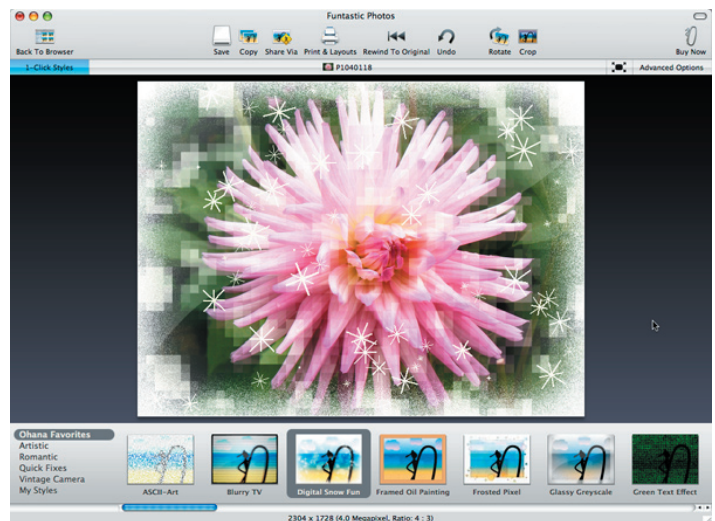 Funtastic Photos
Back To Browser Save Copy Share Via Print & Layouts Rewind To Original Undo Rotate Crop Buy Now
1-Click Styles P1040118 Advanced Options
Ohana Favorites
Artistic
Romantic
Quick Fixes
Vintage Camera
My Styles
ASCII-Art Blurry TV Digital Snow Fun Framed Oil Painting Frosted Pixel Glassy Greyscale Green Text Effect
2304 x 1728 (4.0 Megapixel, Ratio: 4 : 3)